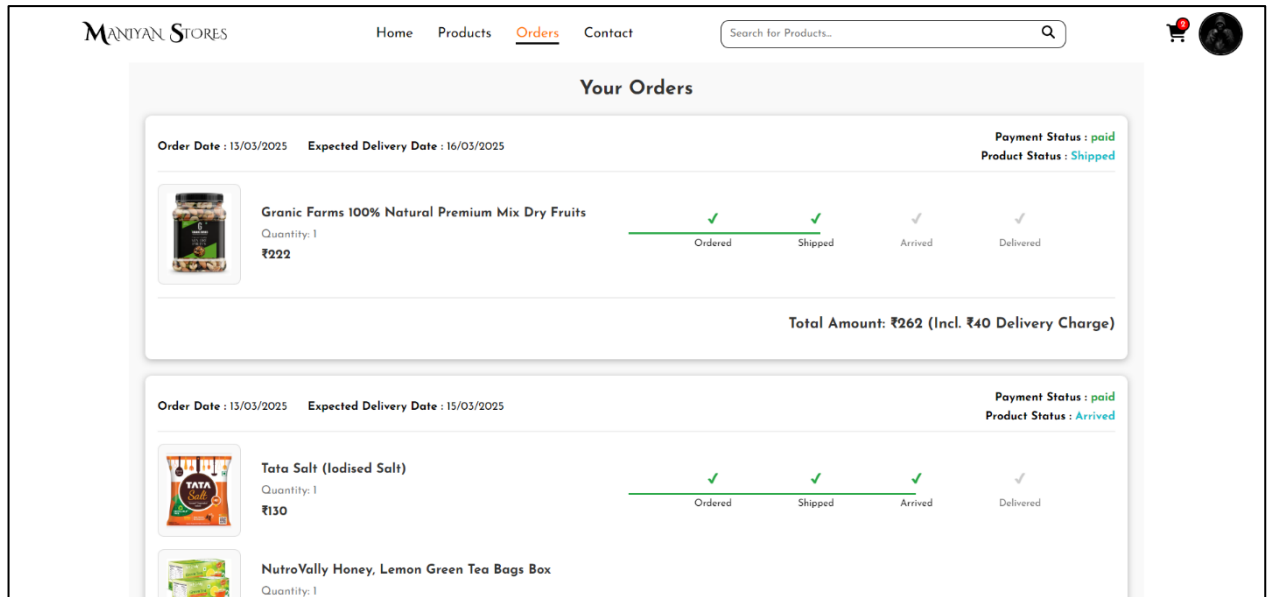 MANIYAN STORES
Home Products Orders Contact
Search for Products...
2
Your Orders
Order Date : 13/03/2025 Expected Delivery Date : 16/03/2025
Payment Status : paid
Product Status : Shipped
Granic Farms 100% Natural Premium Mix Dry Fruits
Quantity: 1
₹222
Ordered Shipped Arrived Delivered
Total Amount: ₹262 (Incl. ₹40 Delivery Charge)
Order Date : 13/03/2025 Expected Delivery Date : 15/03/2025
Payment Status : paid
Product Status : Arrived
TATA
Salt
Tata Salt (Iodised Salt)
Quantity: 1
₹130
Ordered Shipped Arrived Delivered
NutroVally Honey, Lemon Green Tea Bags Box
Quantity: 1